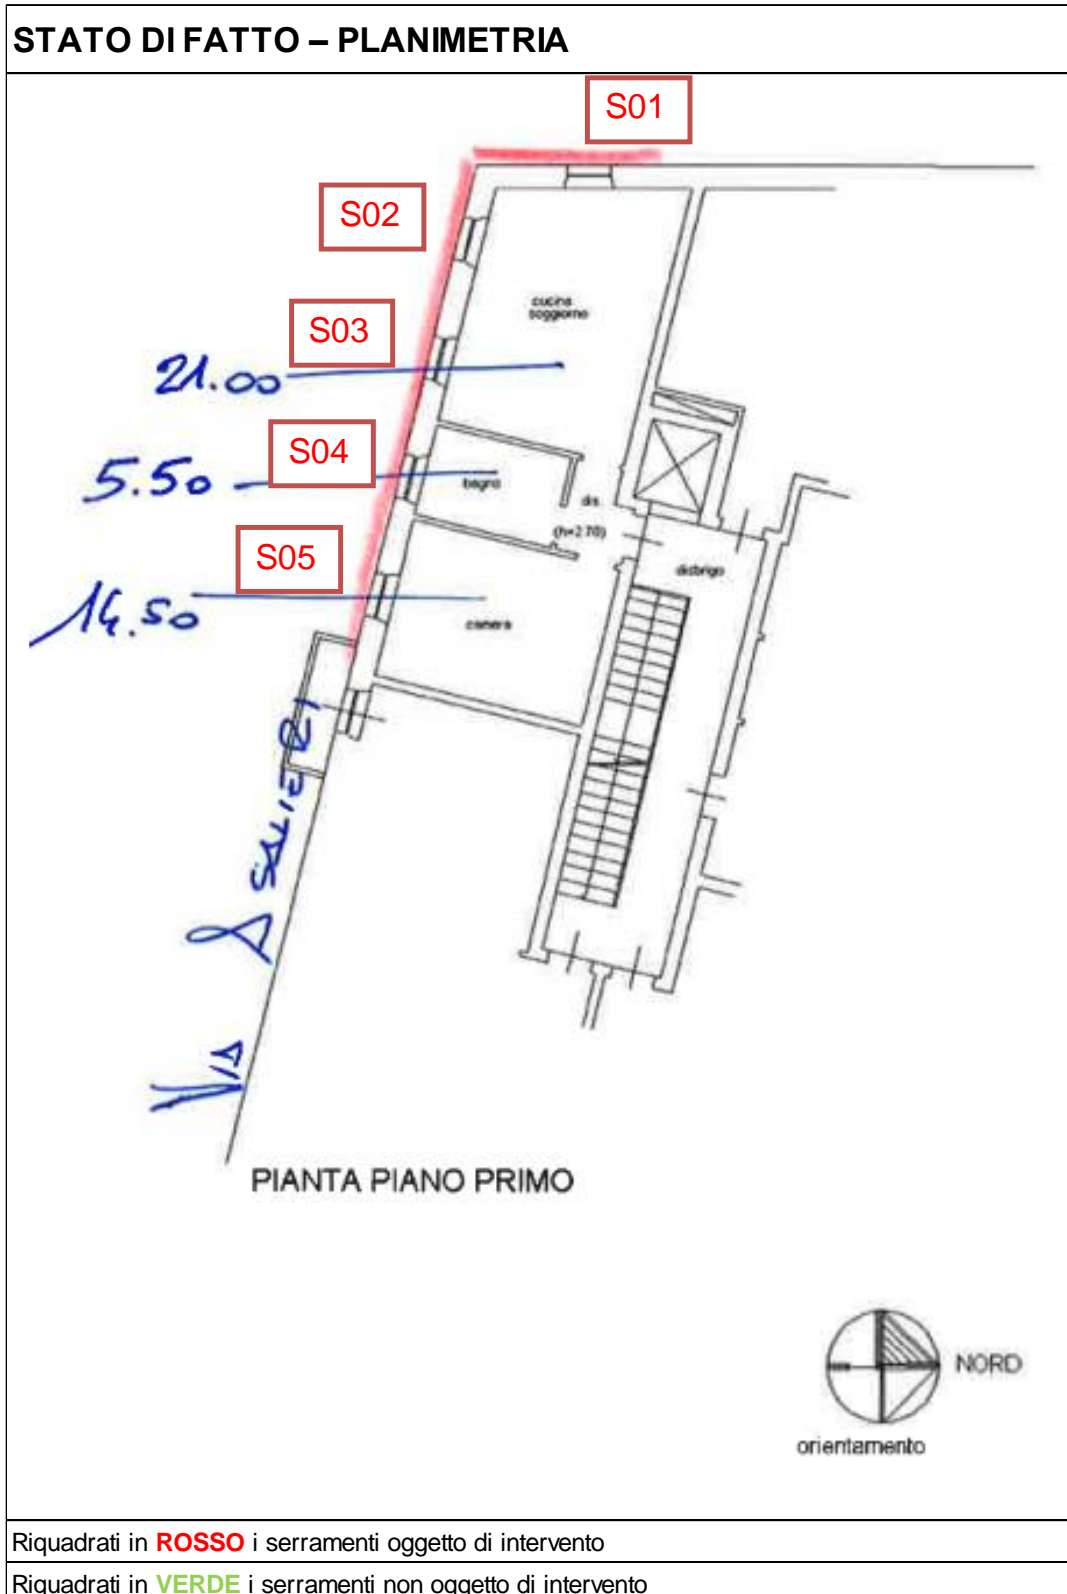 STATO DI FATTO – PLANIMETRIA
S01
S02
cucina
soggiorno
S03
21.00
S04
5.50
bagno
dis.
(h=2.70)
S05
disbrigo
14.50
camera
VIA SALIERI
PIANTA PIANO PRIMO
NORD
orientamento
Riquadrati in ROSSO i serramenti oggetto di intervento
Riquadrati in VERDE i serramenti non oggetto di intervento